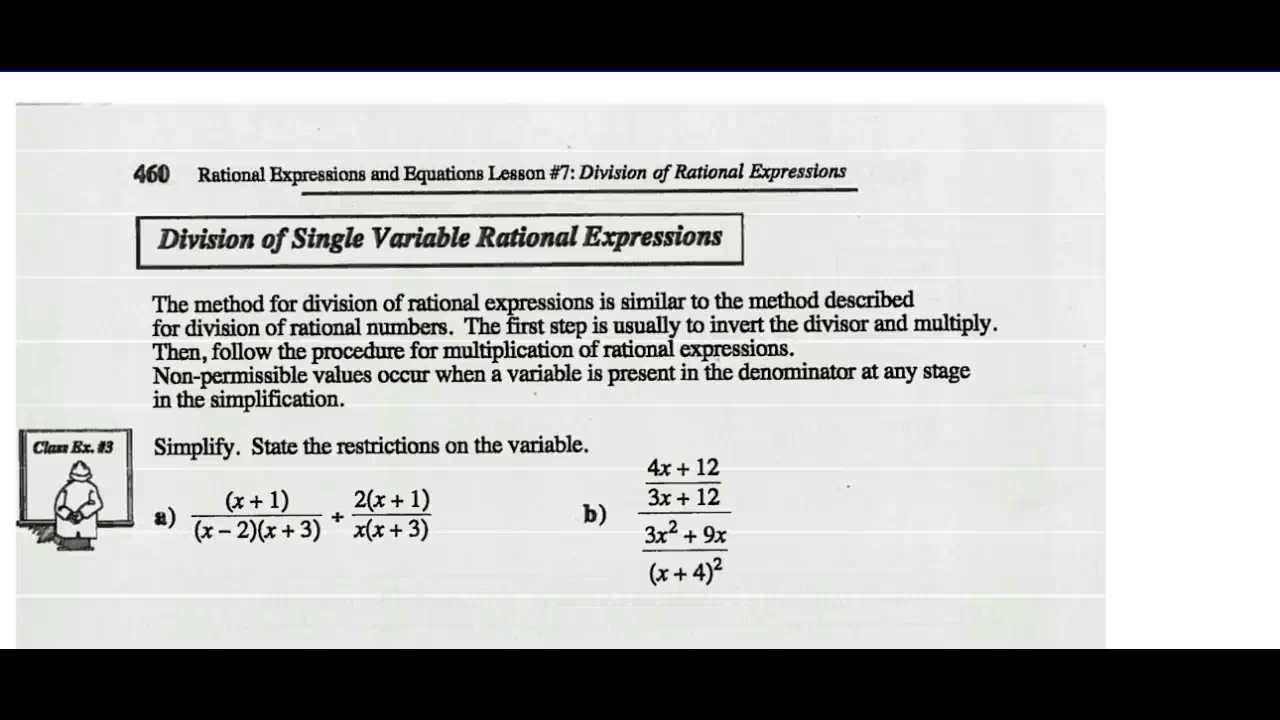 460 Rational Expressions and Equations Lesson #7: Division of Rational Expressions
Division of Single Variable Rational Expressions
The method for division of rational expressions is similar to the method described
for division of rational numbers. The first step is usually to invert the divisor and multiply.
Then, follow the procedure for multiplication of rational expressions.
Non-permissible values occur when a variable is present in the denominator at any stage
in the simplification.
Class Ex. #3
Simplify. State the restrictions on the variable.
a) (x + 1)/(x − 2)(x + 3) + 2(x + 1)/x(x + 3)
b) 4x + 12
3x + 12
3x² + 9x
(x + 4)²